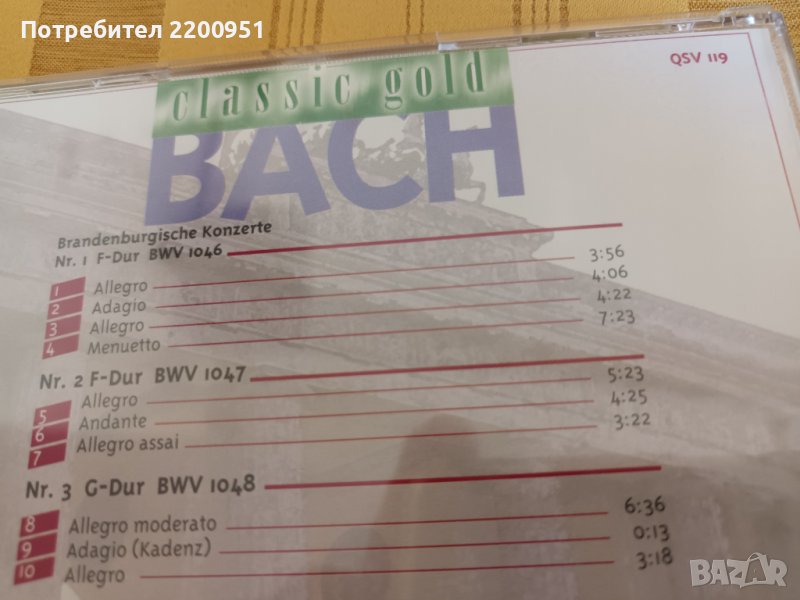 Потребител 2200951
classic gold
QSV 119
BACH
Brandenburgische Konzerte
Nr. 1 F-Dur BWV 1046
1 Allegro 3:56
2 Adagio 4:06
3 Allegro 4:22
4 Menuetto 7:23
Nr. 2 F-Dur BWV 1047
5 Allegro 5:23
6 Andante 4:25
7 Allegro assai 3:22
Nr. 3 G-Dur BWV 1048
8 Allegro moderato 6:36
9 Adagio (Kadenz) 0:13
10 Allegro 3:18
BAZAR